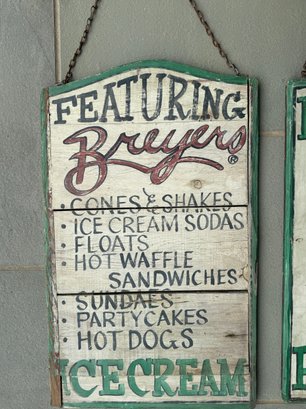 FEATURING
Breyers®
• CONES & SHAKES
• ICE CREAM SODAS
• FLOATS
• HOT WAFFLE
SANDWICHES
• SUNDAES
• PARTY CAKES
• HOT DOGS
ICE CREAM